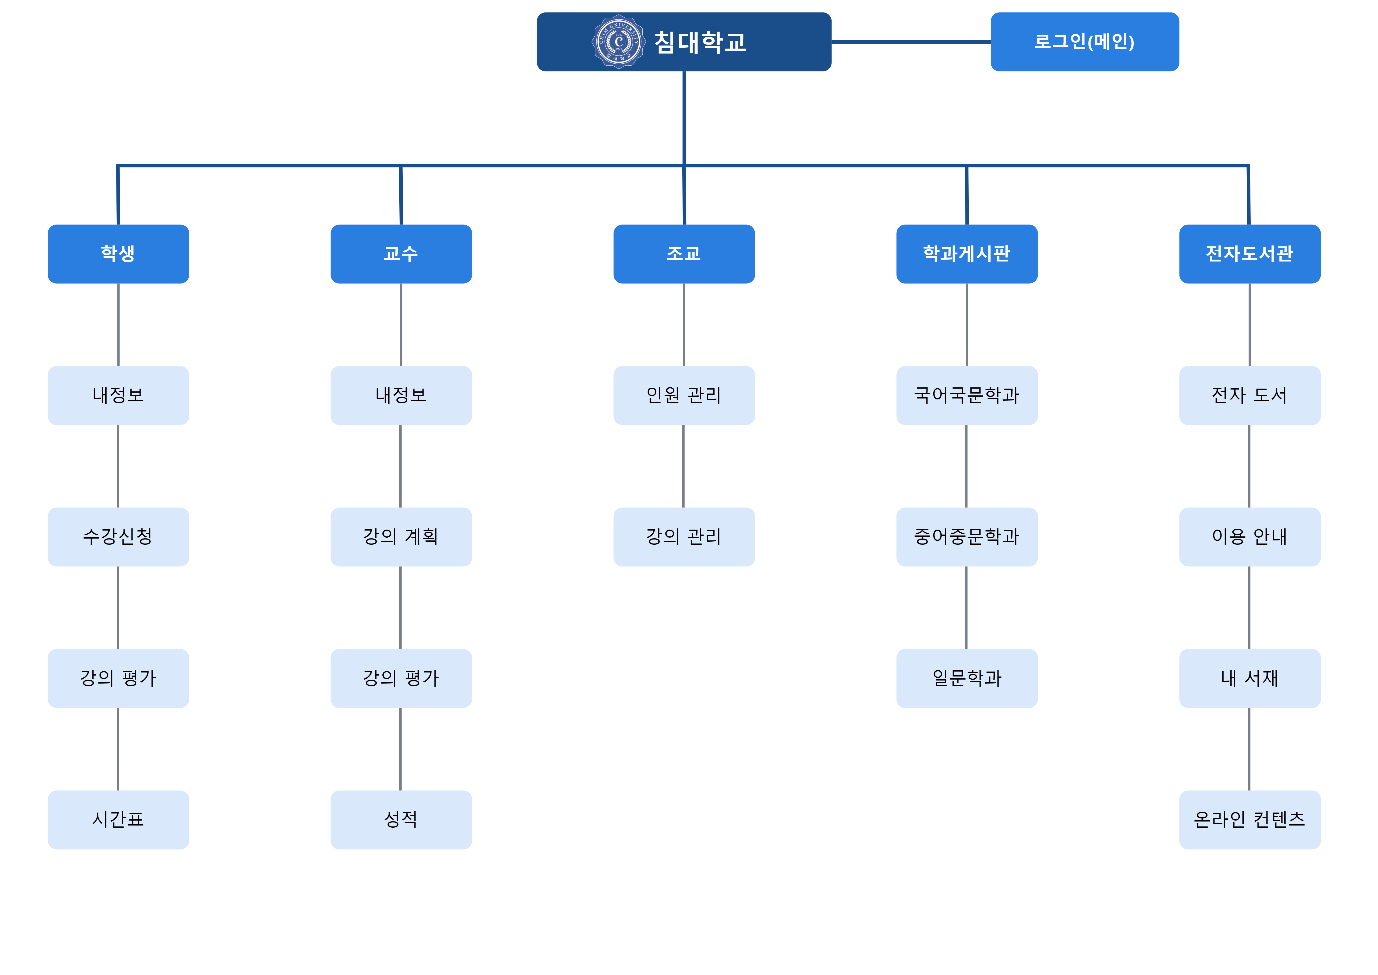 침대학교
로그인(메인)
학생
교수
조교
학과게시판
전자도서관
내정보
내정보
인원 관리
국어국문학과
전자 도서
수강신청
강의 계획
강의 관리
중어중문학과
이용 안내
강의 평가
강의 평가
일문학과
내 서재
시간표
성적
온라인 컨텐츠